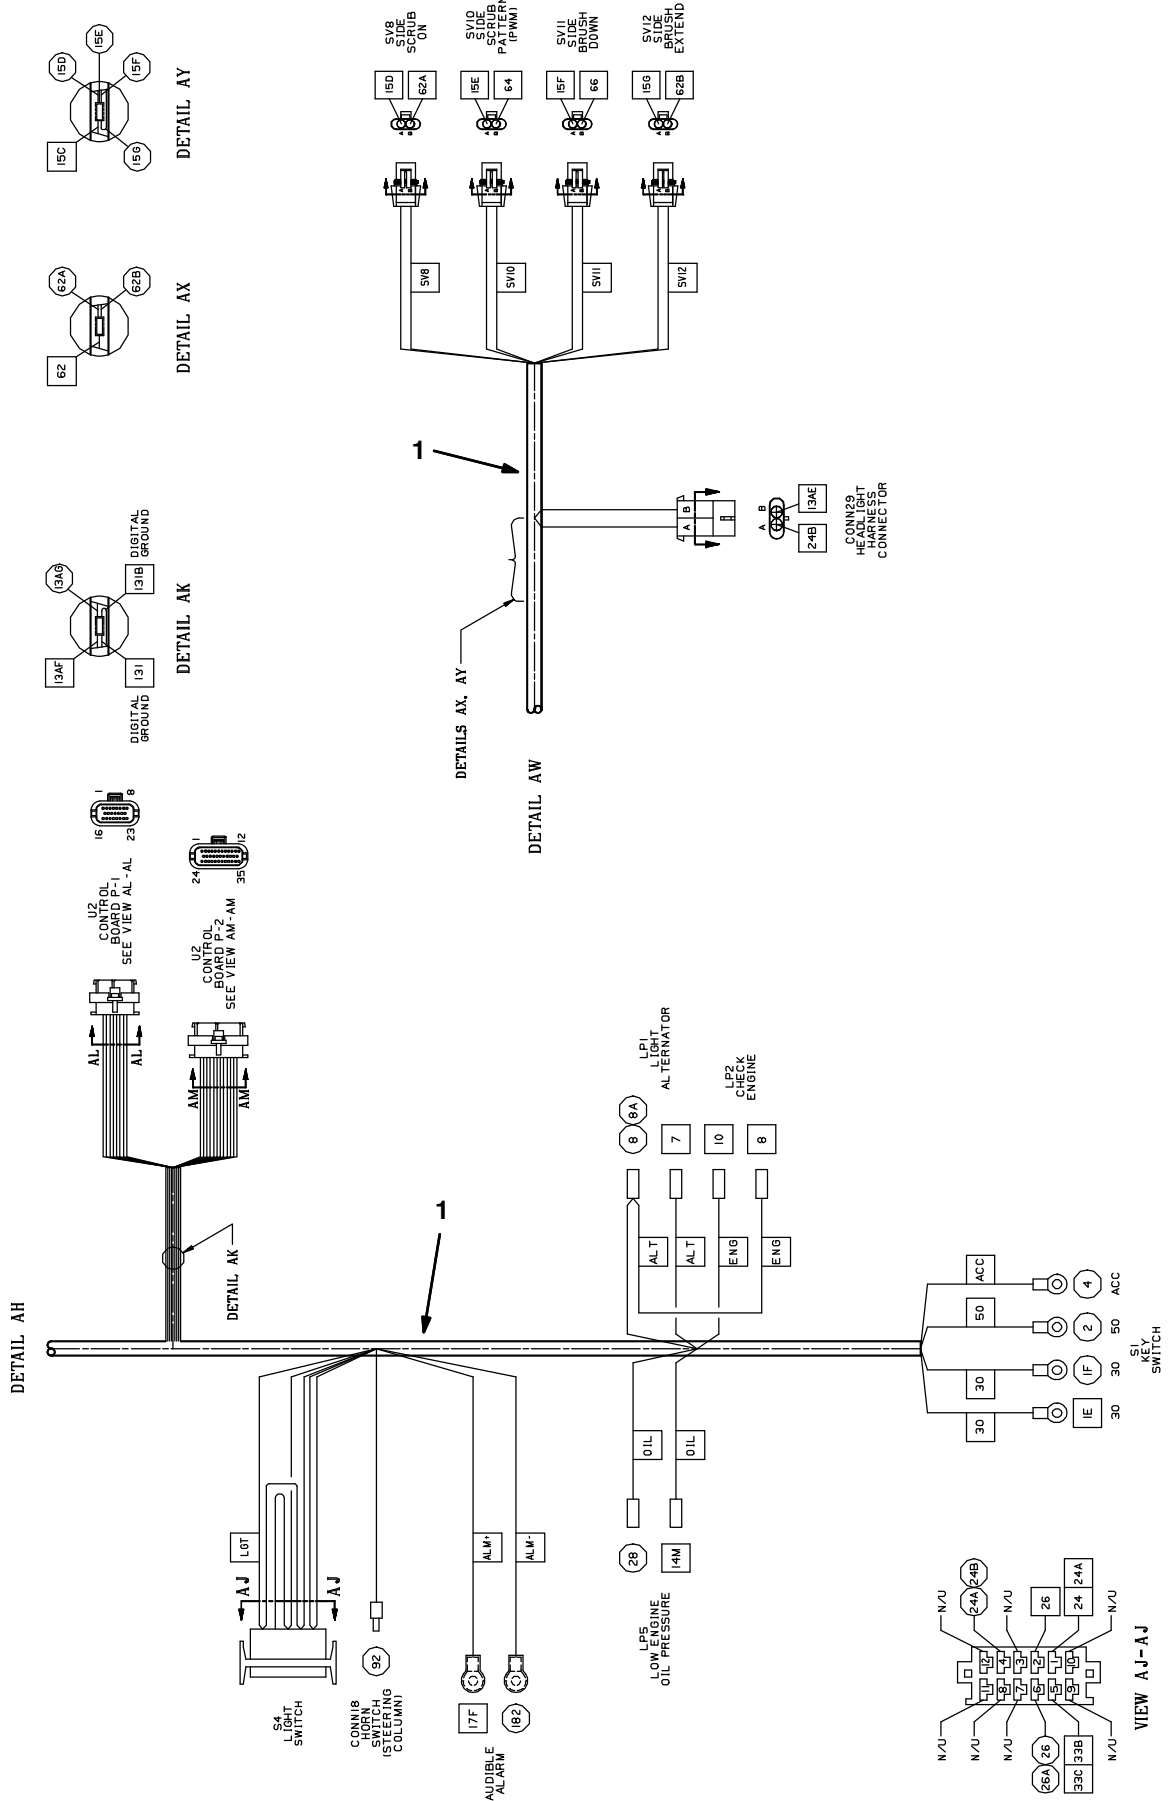 15C
15D
15E
15F
15G
DETAIL AY
62
62A
62B
DETAIL AX
13AF
13AG
131
131B
DIGITAL
GROUND
DIGITAL
GROUND
DETAIL AK
SV8
SIDE
SCRUB
ON
15D
62A
A
B
A
B
SV8
SV10
SIDE
SCRUB
PATTERN
(PWM)
15E
64
A
B
A
B
SV10
SV11
SIDE
BRUSH
DOWN
15F
66
A
B
A
B
SV11
SV12
SIDE
BRUSH
EXTEND
15G
62B
A
B
A
B
SV12
1
DETAILS AX, AY
DETAIL AW
A
B
A
B
24B
13AE
CONN29
HEADLIGHT
HARNESS
CONNECTOR
U2
CONTROL
BOARD P-1
SEE VIEW AL-AL
16
1
23
8
AL
AL
U2
CONTROL
BOARD P-2
SEE VIEW AM-AM
24
1
35
12
AM
AM
DETAIL AK
DETAIL AH
1
LGT
AJ
AJ
S4
LIGHT
SWITCH
92
CONN18
HORN
SWITCH
(STEERING
COLUMN)
ALM+
ALM-
17F
182
AUDIBLE
ALARM
8
8A
LP1
LIGHT
ALTERNATOR
7
10
LP2
CHECK
ENGINE
8
ALT
ALT
ENG
ENG
OIL
OIL
28
14M
LP5
LOW ENGINE
OIL PRESSURE
ACC
50
30
30
4
2
1F
1E
ACC
50
30
30
S1
KEY
SWITCH
N/U
24A
24B
N/U
26
24
24A
N/U
12
4
3
2
1
10
11
8
7
6
5
9
N/U
N/U
N/U
26A
26
33C
33B
N/U
VIEW AJ-AJ